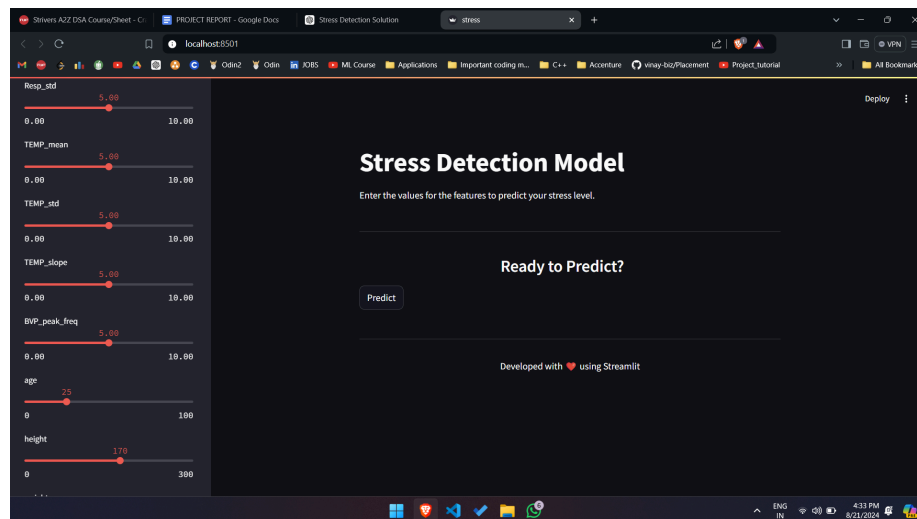 Strivers A2Z DSA Course/Sheet - Co
PROJECT REPORT - Google Docs
Stress Detection Solution
stress
localhost:8501
VPN
Odin2
Odin
JOBS
ML Course
Applications
Important coding m...
C++
Accenture
vinay-biz/Placement
Project_tutorial
All Bookmark
Resp_std
5.00
0.00 10.00
TEMP_mean
5.00
0.00 10.00
TEMP_std
5.00
0.00 10.00
TEMP_slope
5.00
0.00 10.00
BVP_peak_freq
5.00
0.00 10.00
age
25
0 100
height
170
0 300
Deploy
Stress Detection Model
Enter the values for the features to predict your stress level.
Ready to Predict?
Predict
Developed with ❤ using Streamlit
ENG
IN
4:33 PM
8/21/2024